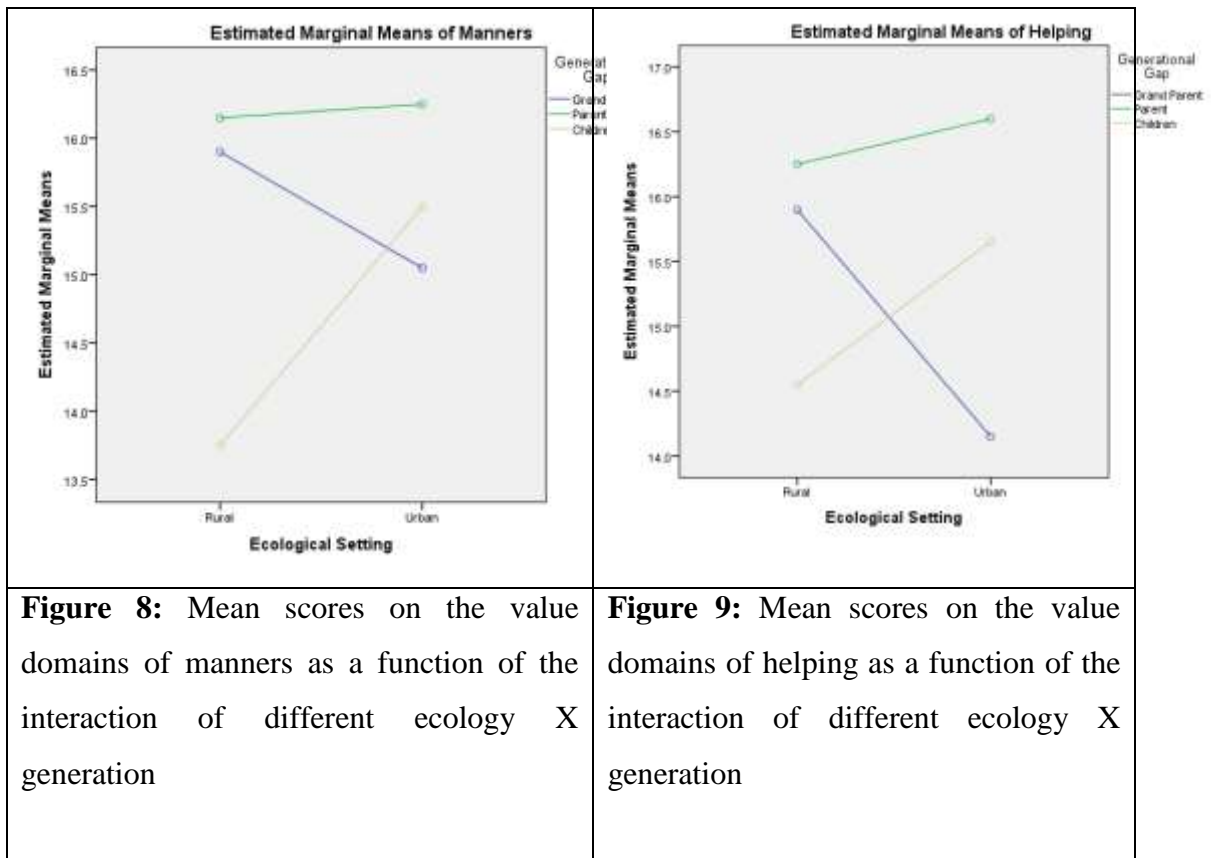 Estimated Marginal Means of Manners
Gap
Estimated Marginal Means
16.5
16.0
15.5
15.0
14.5
14.0
13.5
Rural
Urban
Ecological Setting
Estimated Marginal Means of Helping
Generational
Gap
Grand Parent
Parent
Children
Estimated Marginal Means
17.0
16.5
16.0
15.5
15.0
14.5
14.0
Rural
Urban
Ecological Setting
Figure 8: Mean scores on the value
domains of manners as a function of the
interaction of different ecology X
generation
Figure 9: Mean scores on the value
domains of helping as a function of the
interaction of different ecology X
generation